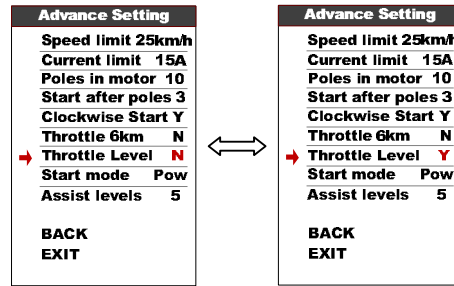 Advance Setting
Speed limit 25km/h
Current limit 15A
Poles in motor 10
Start after poles 3
Clockwise Start Y
Throttle 6km N
Throttle Level N
Start mode Pow
Assist levels 5
BACK
EXIT
Advance Setting
Speed limit 25km/h
Current limit 15A
Poles in motor 10
Start after poles 3
Clockwise Start Y
Throttle 6km N
Throttle Level Y
Start mode Pow
Assist levels 5
BACK
EXIT